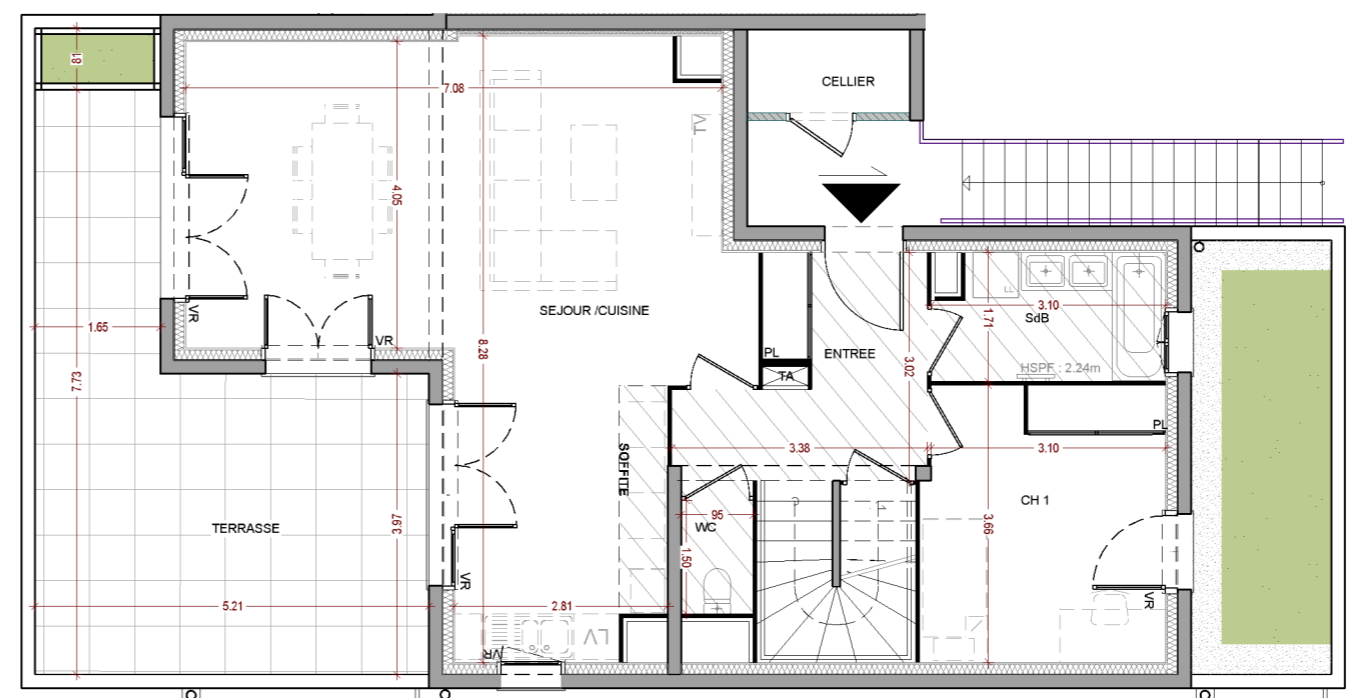 81
CELLIER
7.08
TV
4.05
VR
1.65
VR
SEJOUR /CUISINE
8.28
7.73
PL
TA
ENTREE
3.02
1.71
3.10
SdB
HSPF : 2.24m
PL
3.38
3.10
SOFFITE
CH 1
TERRASSE
3.97
95
WC
1.50
3.66
VR
VR
5.21
2.81
LV
VR